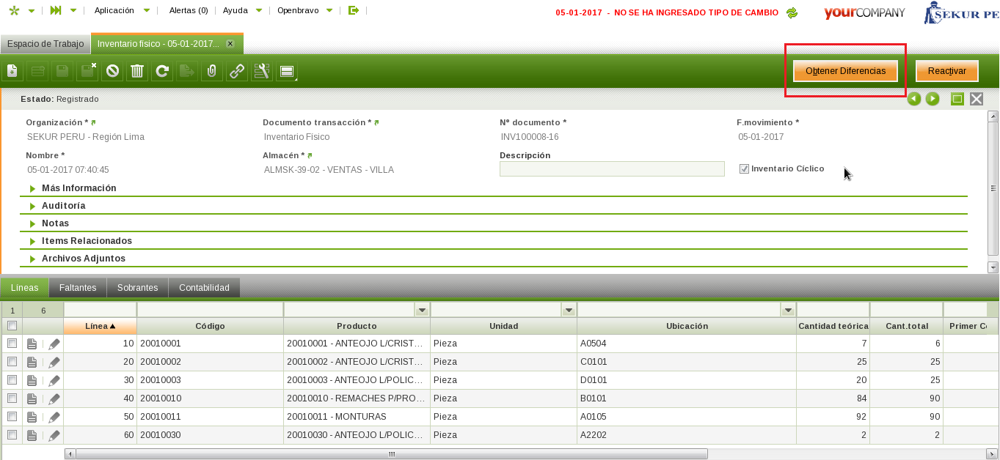 Aplicación Alertas (0) Ayuda Openbravo 05-01-2017 - NO SE HA INGRESADO TIPO DE CAMBIO yourCOMPANY SEKUR PE
Espacio de Trabajo Inventario físico - 05-01-2017... x
Obtener Diferencias Reactivar
Estado: Registrado
Organización * Documento transacción * Nº documento * F.movimiento *
SEKUR PERU - Región Lima Inventario Físico INV100008-16 05-01-2017
Nombre * Almacén * Descripción
05-01-2017 07:40:45 ALMSK-39-02 - VENTAS - VILLA Inventario Cíclico
Más Información
Auditoría
Notas
Items Relacionados
Archivos Adjuntos
Líneas Faltantes Sobrantes Contabilidad
1 6
Línea Código Producto Unidad Ubicación Cantidad teórica Cant.total Primer Co
10 20010001 20010001 - ANTEOJO L/CRIST... Pieza A0504 7 6
20 20010002 20010002 - ANTEOJO L/CRIST... Pieza C0101 25 25
30 20010003 20010003 - ANTEOJO L/POLIC... Pieza D0101 20 25
40 20010010 20010010 - REMACHES P/PRO... Pieza B0101 84 90
50 20010011 20010011 - MONTURAS Pieza A0105 92 90
60 20010030 20010030 - ANTEOJO L/POLIC... Pieza A2202 2 2